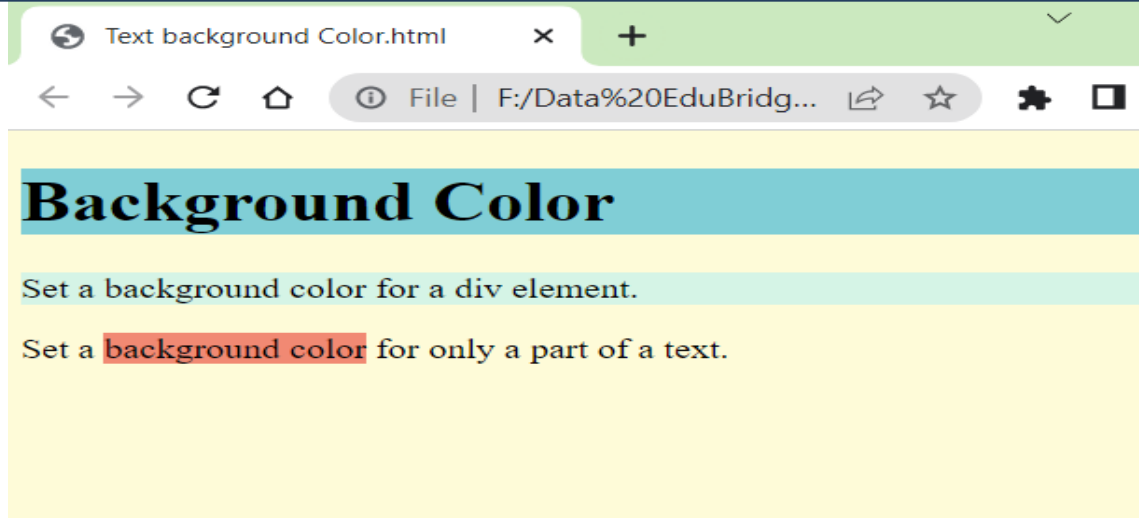 Text background Color.html
File | F:/Data%20EduBridg...
Background Color
Set a background color for a div element.
Set a background color for only a part of a text.